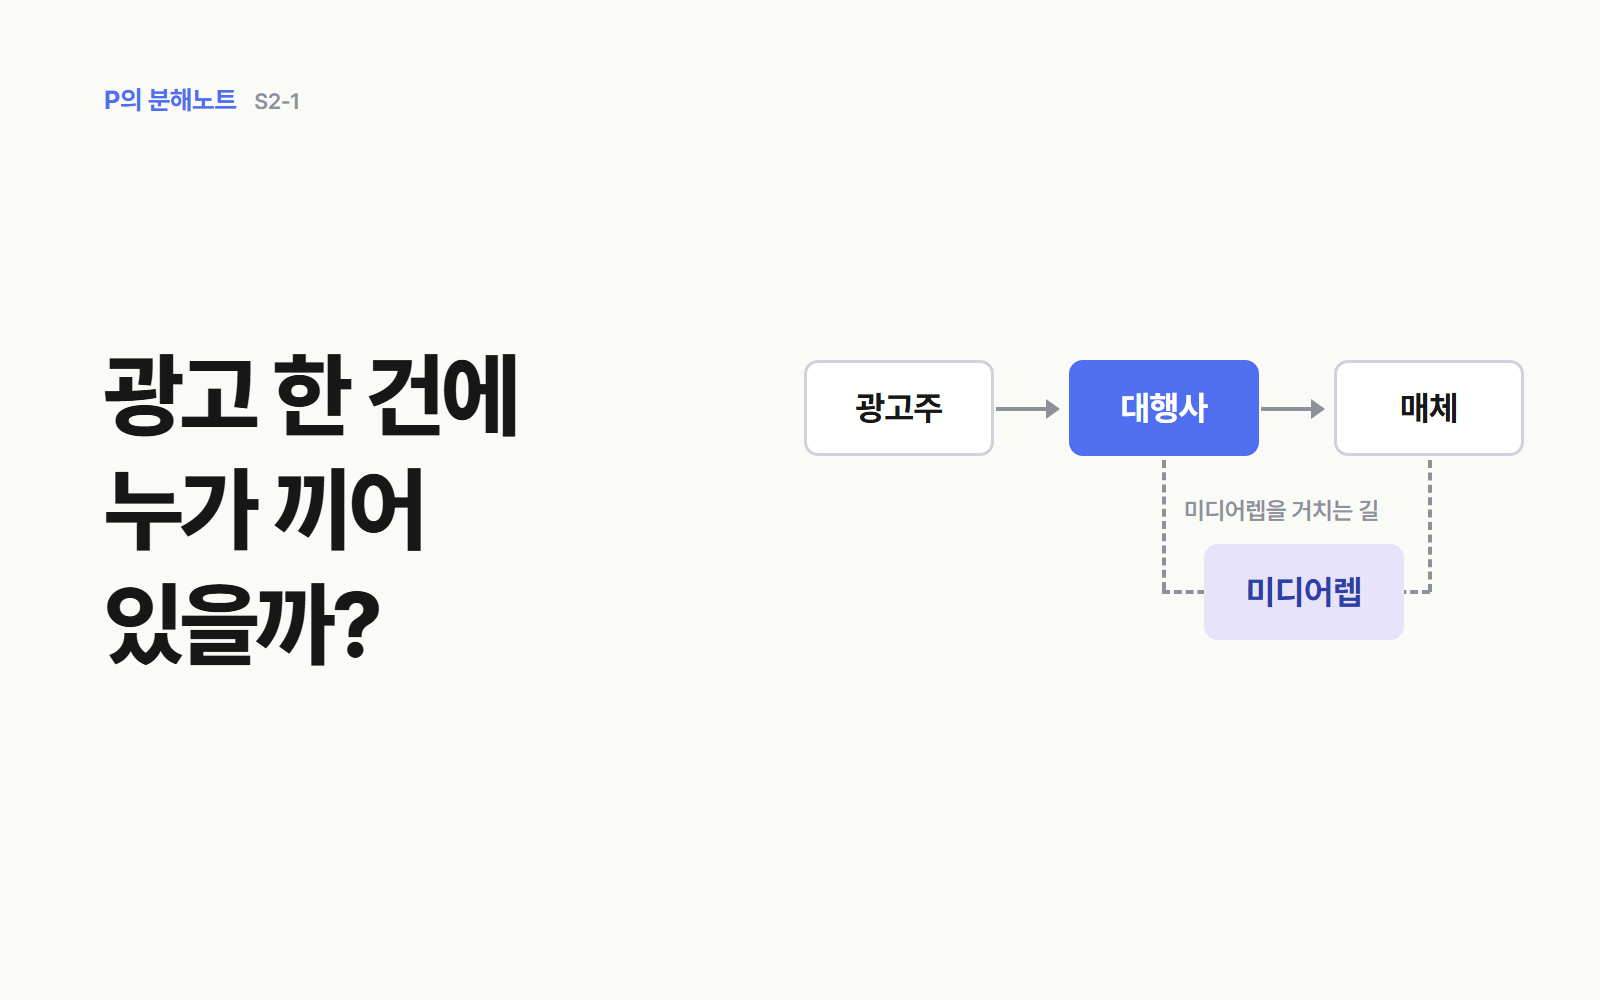 P의 분해노트 S2-1
광고 한 건에
누가 끼어
있을까?
광고주
대행사
매체
미디어렙을 거치는 길
미디어렙